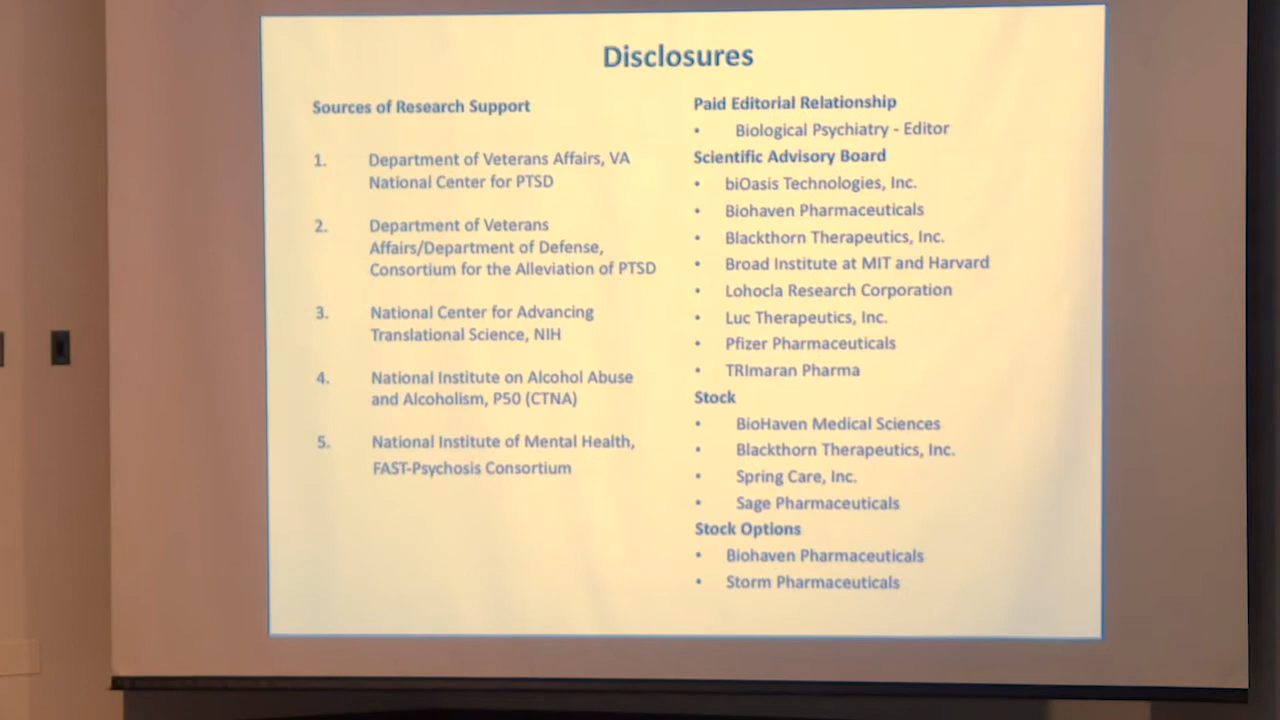 Disclosures
Sources of Research Support
1. Department of Veterans Affairs, VA
National Center for PTSD
2. Department of Veterans
Affairs/Department of Defense,
Consortium for the Alleviation of PTSD
3. National Center for Advancing
Translational Science, NIH
4. National Institute on Alcohol Abuse
and Alcoholism, P50 (CTNA)
5. National Institute of Mental Health,
FAST-Psychosis Consortium
Paid Editorial Relationship
• Biological Psychiatry - Editor
Scientific Advisory Board
• biOasis Technologies, Inc.
• Biohaven Pharmaceuticals
• Blackthorn Therapeutics, Inc.
• Broad Institute at MIT and Harvard
• Lohocla Research Corporation
• Luc Therapeutics, Inc.
• Pfizer Pharmaceuticals
• TRImaran Pharma
Stock
• BioHaven Medical Sciences
• Blackthorn Therapeutics, Inc.
• Spring Care, Inc.
• Sage Pharmaceuticals
Stock Options
• Biohaven Pharmaceuticals
• Storm Pharmaceuticals